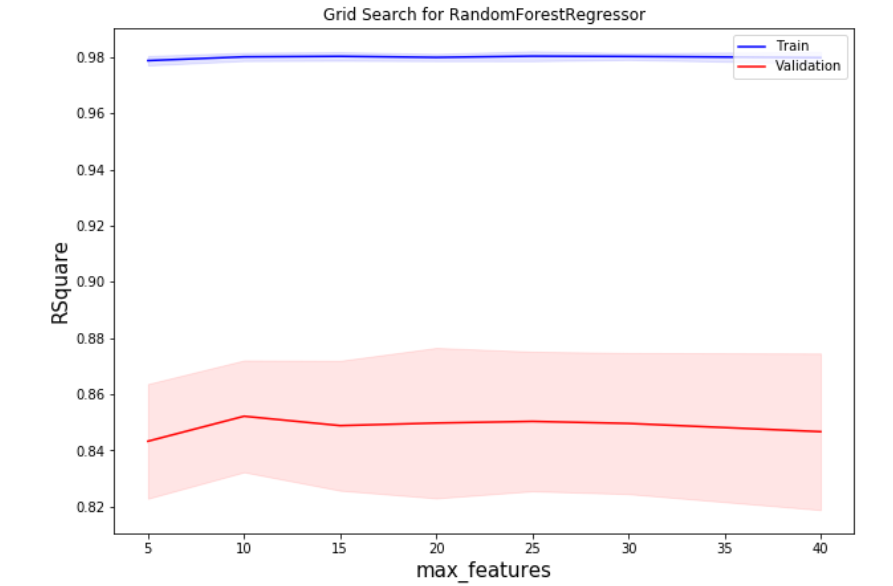 Grid Search for RandomForestRegressor
Train
Validation
RSquare
0.98
0.96
0.94
0.92
0.90
0.88
0.86
0.84
0.82
5 10 15 20 25 30 35 40
max_features